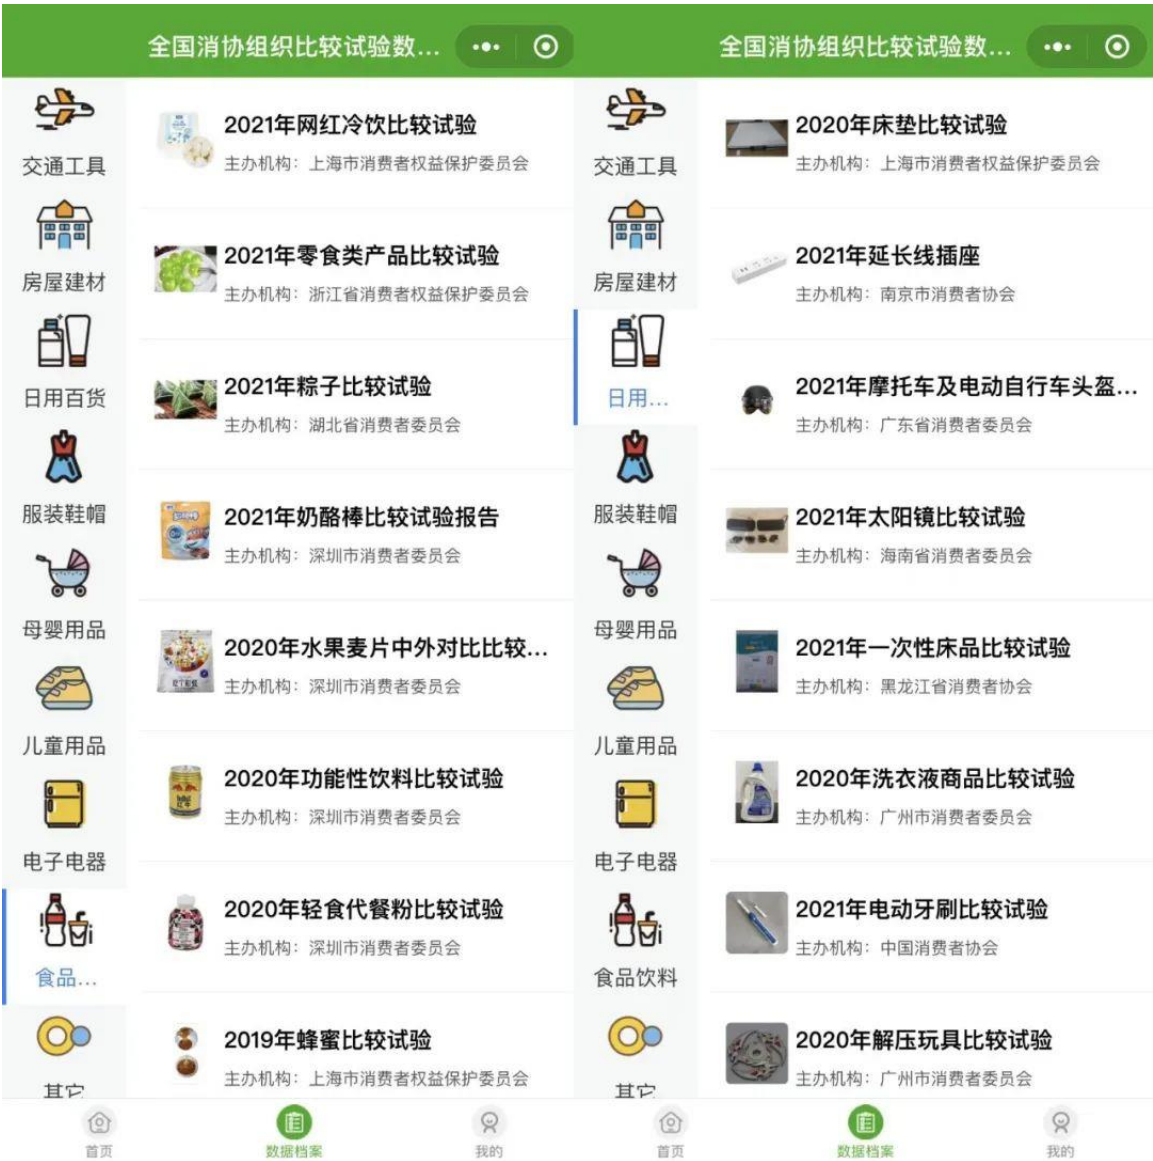 全国消协组织比较试验数...
交通工具
房屋建材
日用百货
服装鞋帽
母婴用品
儿童用品
电子电器
食品...
其它
2021年网红冷饮比较试验
主办机构：上海市消费者权益保护委员会
2021年零食类产品比较试验
主办机构：浙江省消费者权益保护委员会
2021年粽子比较试验
主办机构：湖北省消费者委员会
2021年奶酪棒比较试验报告
主办机构：深圳市消费者委员会
2020年水果麦片中外对比比较...
主办机构：深圳市消费者委员会
2020年功能性饮料比较试验
主办机构：深圳市消费者委员会
2020年轻食代餐粉比较试验
主办机构：深圳市消费者委员会
2019年蜂蜜比较试验
主办机构：上海市消费者权益保护委员会
首页
数据档案
我的
全国消协组织比较试验数...
交通工具
房屋建材
日用...
服装鞋帽
母婴用品
儿童用品
电子电器
食品饮料
其它
2020年床垫比较试验
主办机构：上海市消费者权益保护委员会
2021年延长线插座
主办机构：南京市消费者协会
2021年摩托车及电动自行车头盔...
主办机构：广东省消费者委员会
2021年太阳镜比较试验
主办机构：海南省消费者委员会
2021年一次性床品比较试验
主办机构：黑龙江省消费者协会
2020年洗衣液商品比较试验
主办机构：广州市消费者委员会
2021年电动牙刷比较试验
主办机构：中国消费者协会
2020年解压玩具比较试验
主办机构：广州市消费者委员会
首页
数据档案
我的